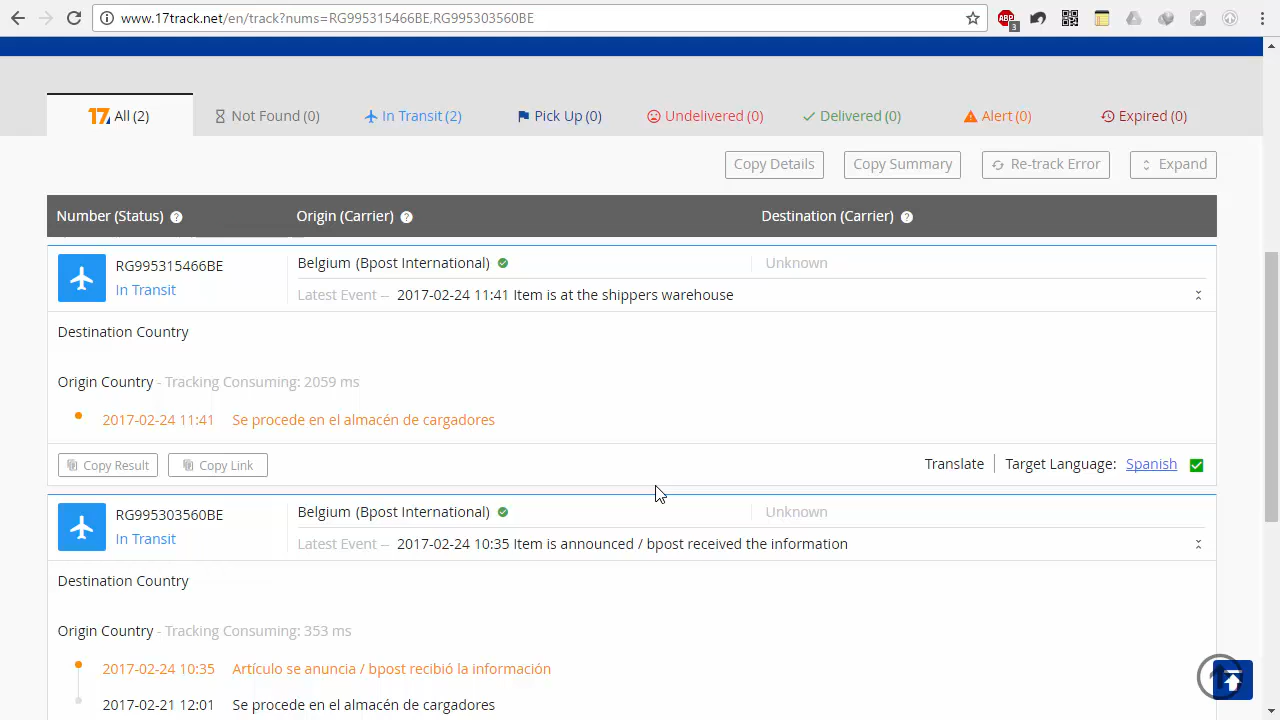 www.17track.net/en/track?nums=RG995315466BE,RG995303560BE
ABP
3
17 All (2)
Not Found (0)
In Transit (2)
Pick Up (0)
Undelivered (0)
Delivered (0)
Alert (0)
Expired (0)
Copy Details
Copy Summary
Re-track Error
Expand
Number (Status) ?
Origin (Carrier) ?
Destination (Carrier) ?
RG995315466BE
In Transit
Belgium (Bpost International)
Unknown
Latest Event -- 2017-02-24 11:41 Item is at the shippers warehouse
Destination Country
Origin Country - Tracking Consuming: 2059 ms
2017-02-24 11:41 Se procede en el almacén de cargadores
Copy Result
Copy Link
Translate
Target Language: Spanish
RG995303560BE
In Transit
Belgium (Bpost International)
Unknown
Latest Event -- 2017-02-24 10:35 Item is announced / bpost received the information
Destination Country
Origin Country - Tracking Consuming: 353 ms
2017-02-24 10:35 Artículo se anuncia / bpost recibió la información
2017-02-21 12:01 Se procede en el almacén de cargadores